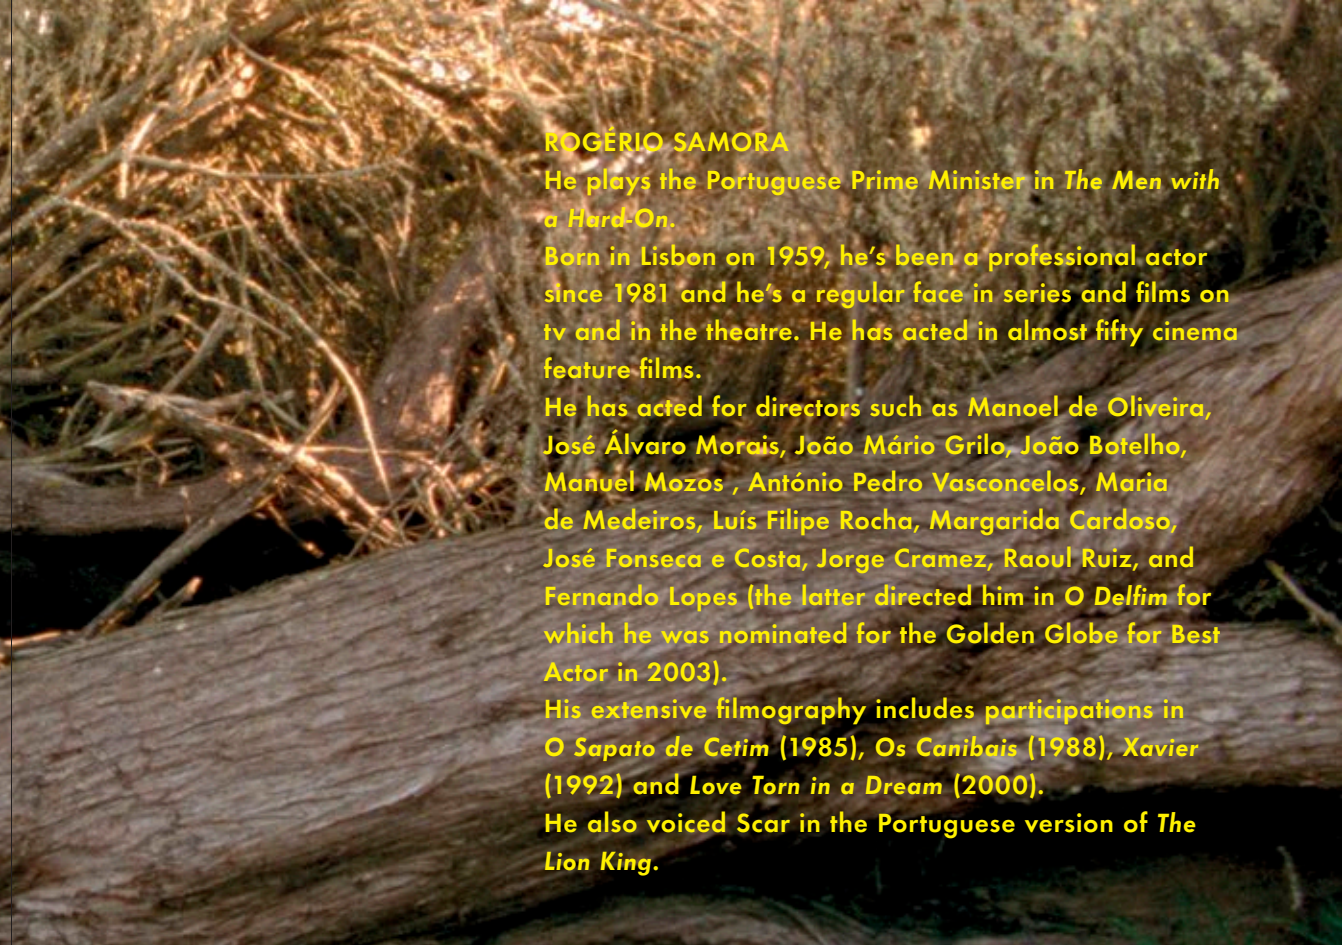 ROGÉRIO SAMORA
He plays the Portuguese Prime Minister in The Men with
a Hard-On.
Born in Lisbon on 1959, he’s been a professional actor
since 1981 and he’s a regular face in series and films on
tv and in the theatre. He has acted in almost fifty cinema
feature films.
He has acted for directors such as Manoel de Oliveira,
José Álvaro Morais, João Mário Grilo, João Botelho,
Manuel Mozos , António Pedro Vasconcelos, Maria
de Medeiros, Luís Filipe Rocha, Margarida Cardoso,
José Fonseca e Costa, Jorge Cramez, Raoul Ruiz, and
Fernando Lopes (the latter directed him in O Delfim for
which he was nominated for the Golden Globe for Best
Actor in 2003).
His extensive filmography includes participations in
O Sapato de Cetim (1985), Os Canibais (1988), Xavier
(1992) and Love Torn in a Dream (2000).
He also voiced Scar in the Portuguese version of The
Lion King.